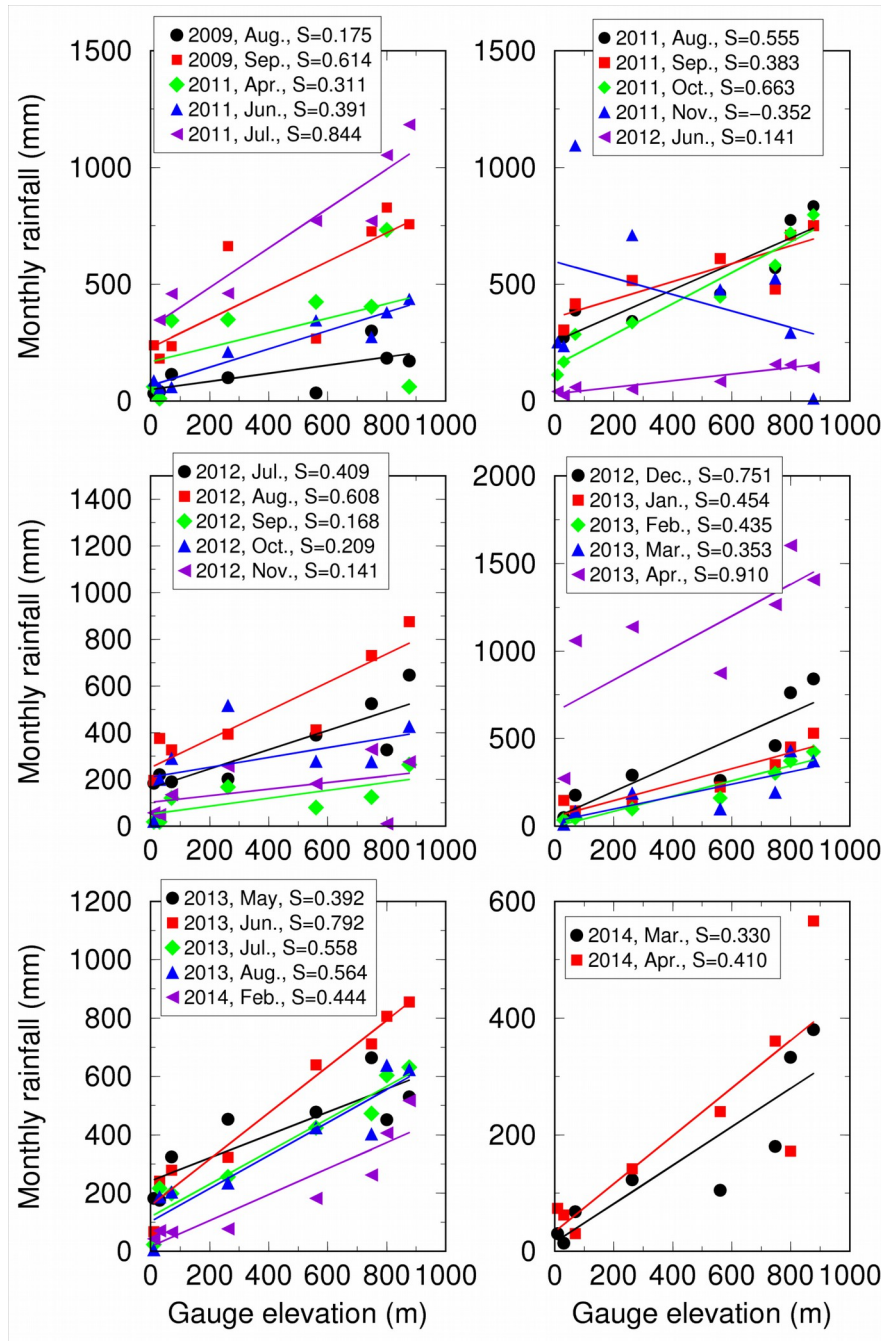 2009, Aug., S=0.175
2009, Sep., S=0.614
2011, Apr., S=0.311
2011, Jun., S=0.391
2011, Jul., S=0.844
1500
1000
500
0
0 200 400 600 800 1000
Monthly rainfall (mm)
2011, Aug., S=0.555
2011, Sep., S=0.383
2011, Oct., S=0.663
2011, Nov., S=−0.352
2012, Jun., S=0.141
1500
1000
500
0
0 200 400 600 800 1000
2012, Jul., S=0.409
2012, Aug., S=0.608
2012, Sep., S=0.168
2012, Oct., S=0.209
2012, Nov., S=0.141
1400
1200
1000
800
600
400
200
0
0 200 400 600 800 1000
Monthly rainfall (mm)
2012, Dec., S=0.751
2013, Jan., S=0.454
2013, Feb., S=0.435
2013, Mar., S=0.353
2013, Apr., S=0.910
2000
1500
1000
500
0
0 200 400 600 800 1000
2013, May, S=0.392
2013, Jun., S=0.792
2013, Jul., S=0.558
2013, Aug., S=0.564
2014, Feb., S=0.444
1200
1000
800
600
400
200
0
0 200 400 600 800 1000
Monthly rainfall (mm)
Gauge elevation (m)
2014, Mar., S=0.330
2014, Apr., S=0.410
600
400
200
0
0 200 400 600 800 1000
Gauge elevation (m)